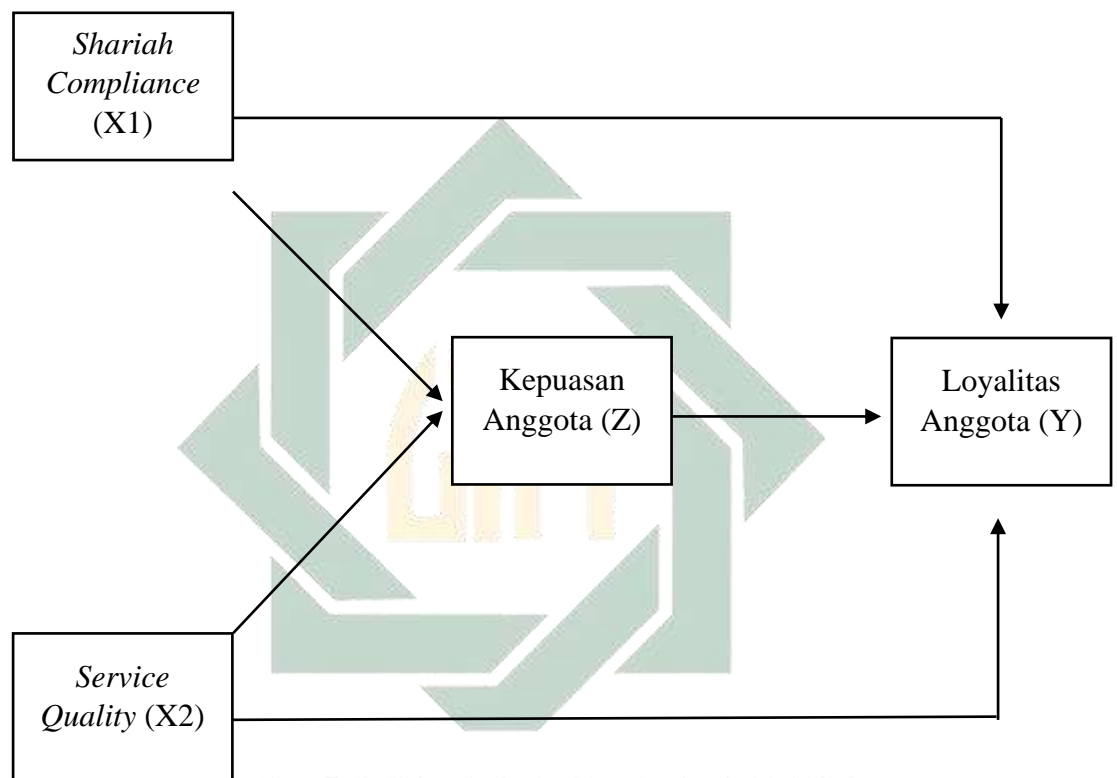 Shariah
Compliance
(X1)
Kepuasan
Anggota (Z)
Loyalitas
Anggota (Y)
Service
Quality (X2)